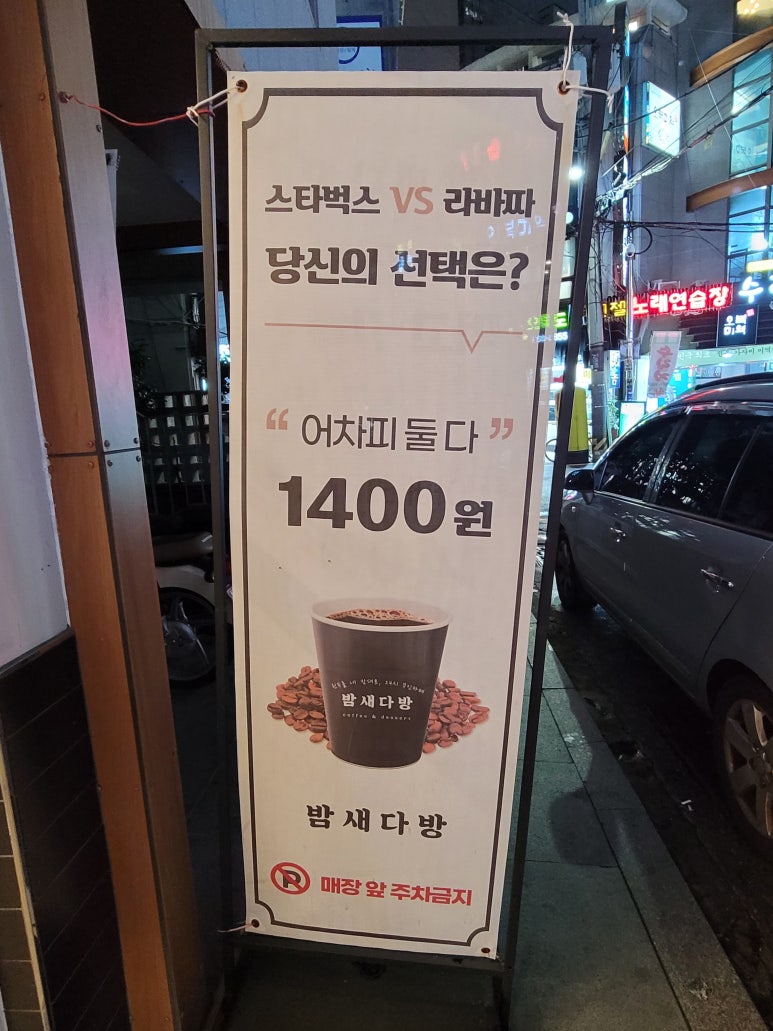 스타벅스 VS 라바짜
당신의 선택은?
“ 어차피 둘 다 ”
1400원
밤새다방
coffee & dessert
밤새다방
매장 앞 주차금지
노래연습장